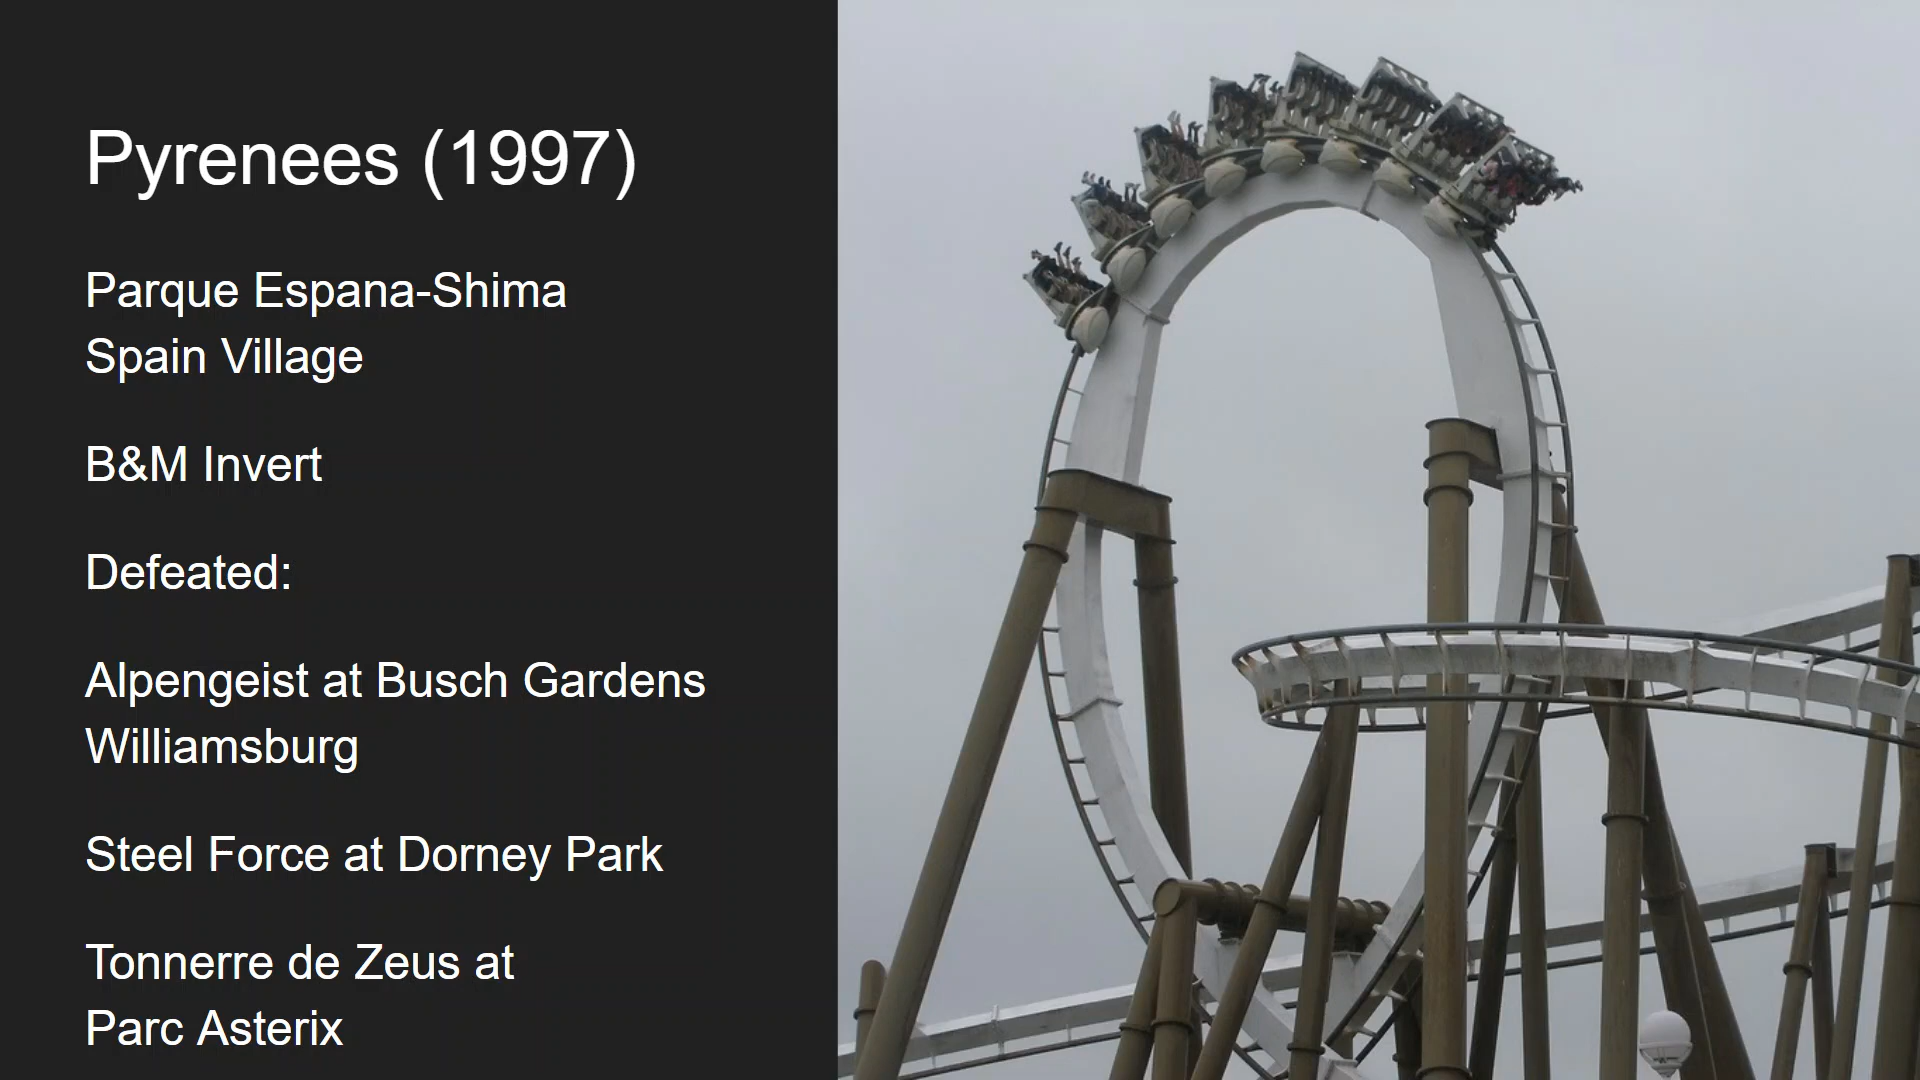 Pyrenees (1997)
Parque Espana-Shima
Spain Village
B&M Invert
Defeated:
Alpengeist at Busch Gardens
Williamsburg
Steel Force at Dorney Park
Tonnerre de Zeus at
Parc Asterix